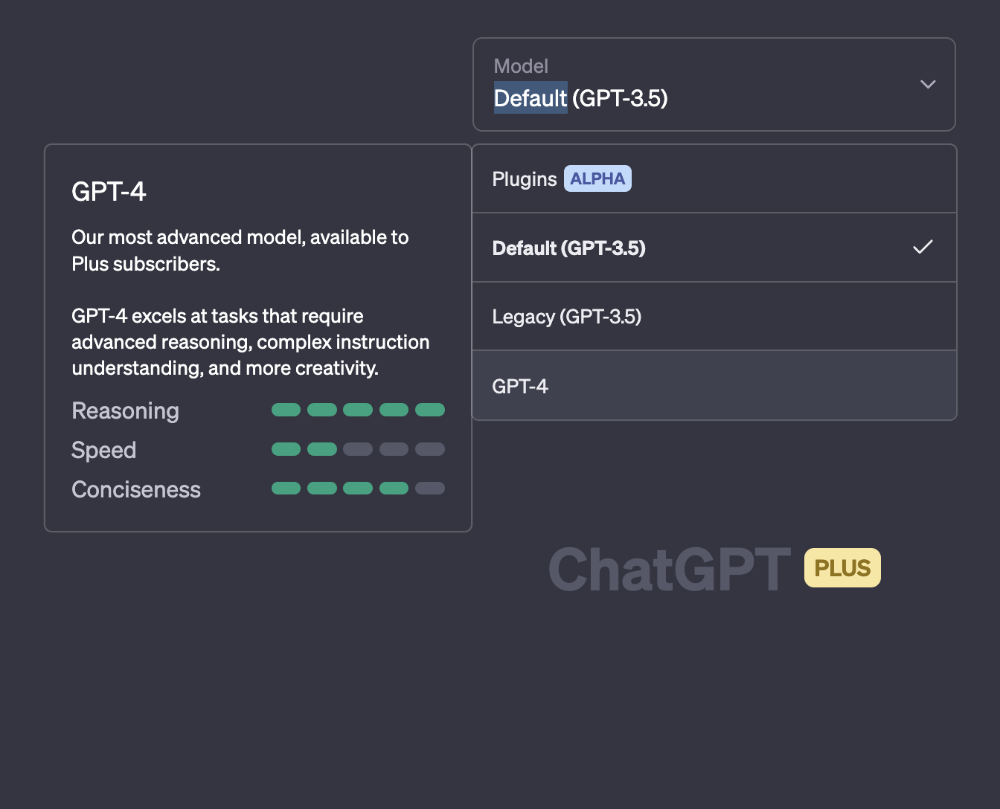 Model
Default (GPT-3.5)
GPT-4
Our most advanced model, available to
Plus subscribers.
GPT-4 excels at tasks that require
advanced reasoning, complex instruction
understanding, and more creativity.
Reasoning
Speed
Conciseness
Plugins ALPHA
Default (GPT-3.5)
Legacy (GPT-3.5)
GPT-4
ChatGPT PLUS